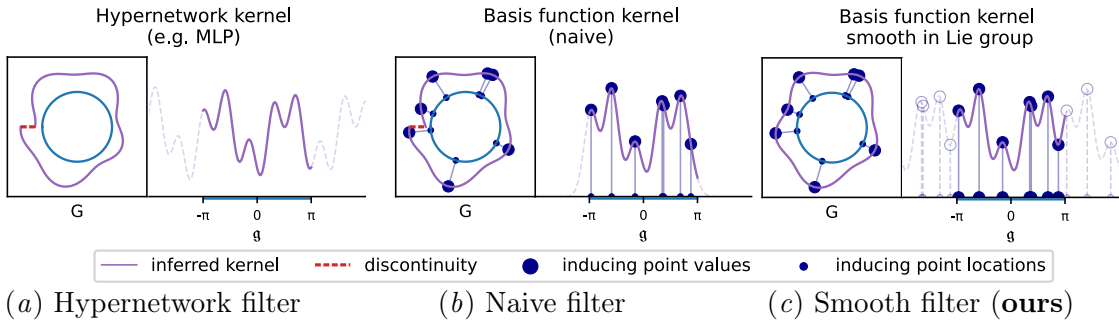 Hypernetwork kernel
(e.g. MLP)
Basis function kernel
(naive)
Basis function kernel
smooth in Lie group
G
-π 0 π
𝔤
G
-π 0 π
𝔤
G
-π 0 π
𝔤
inferred kernel
discontinuity
inducing point values
inducing point locations
(a) Hypernetwork filter
(b) Naive filter
(c) Smooth filter (ours)